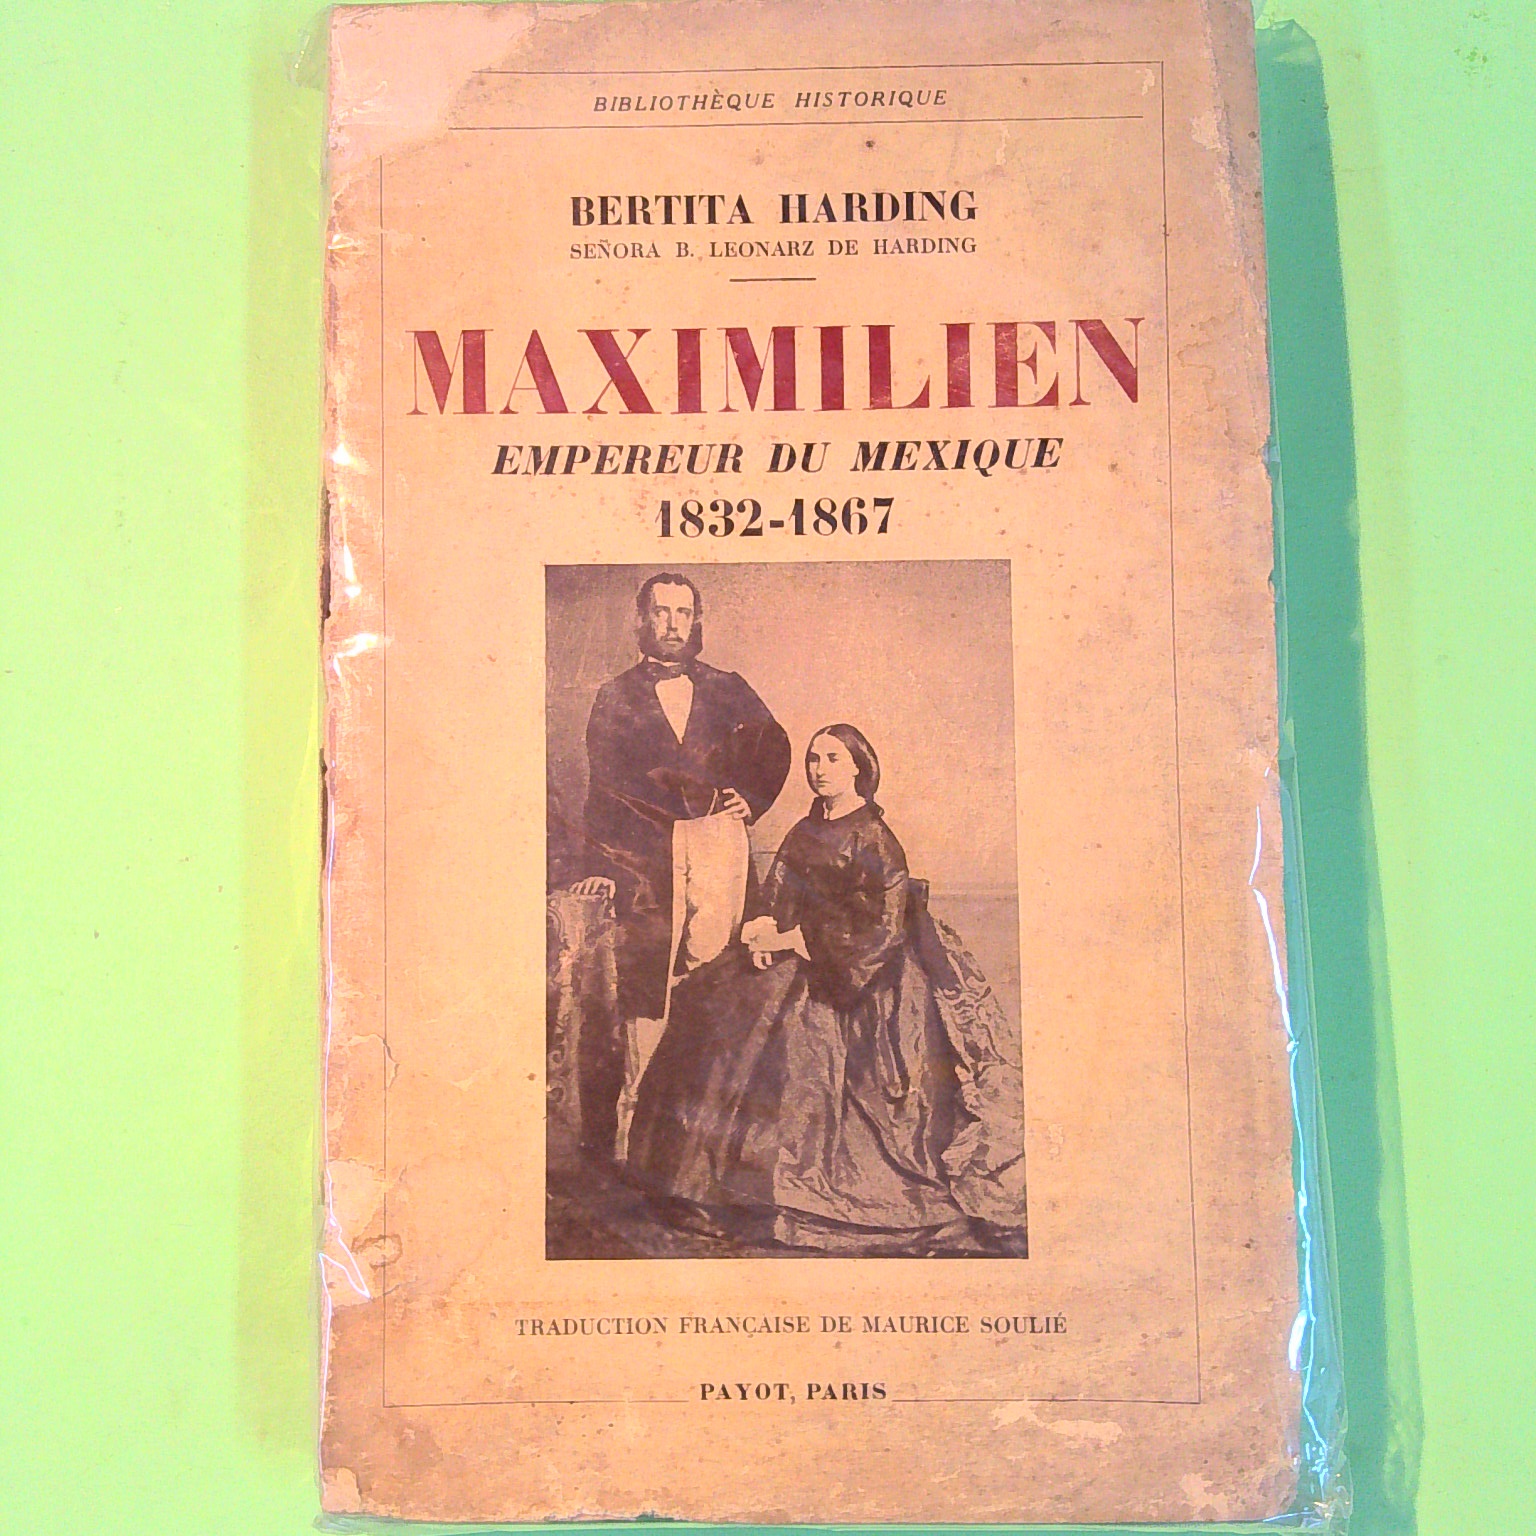 BIBLIOTHÈQUE HISTORIQUE
BERTITA HARDING
SEÑORA B. LEONARZ DE HARDING
MAXIMILIEN
EMPEREUR DU MEXIQUE
1832-1867
TRADUCTION FRANÇAISE DE MAURICE SOULIÉ
PAYOT, PARIS